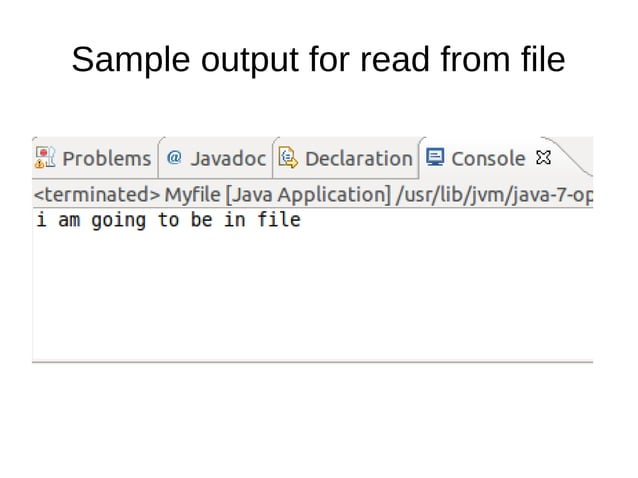 Sample output for read from file
Problems @ Javadoc Declaration Console
<terminated> Myfile [Java Application] /usr/lib/jvm/java-7-op
i am going to be in file